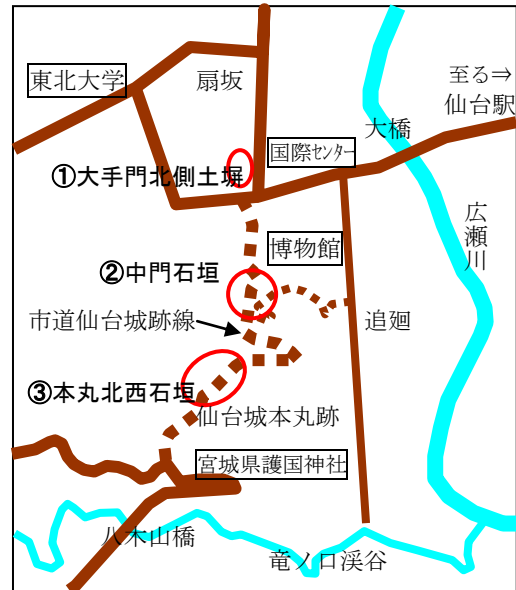 東北大学
扇坂
至る⇒
仙台駅
大橋
国際センター
①大手門北側土塀
広瀬川
博物館
②中門石垣
市道仙台城跡線
追廻
③本丸北西石垣
仙台城本丸跡
宮城県護国神社
八木山橋
竜ノ口渓谷